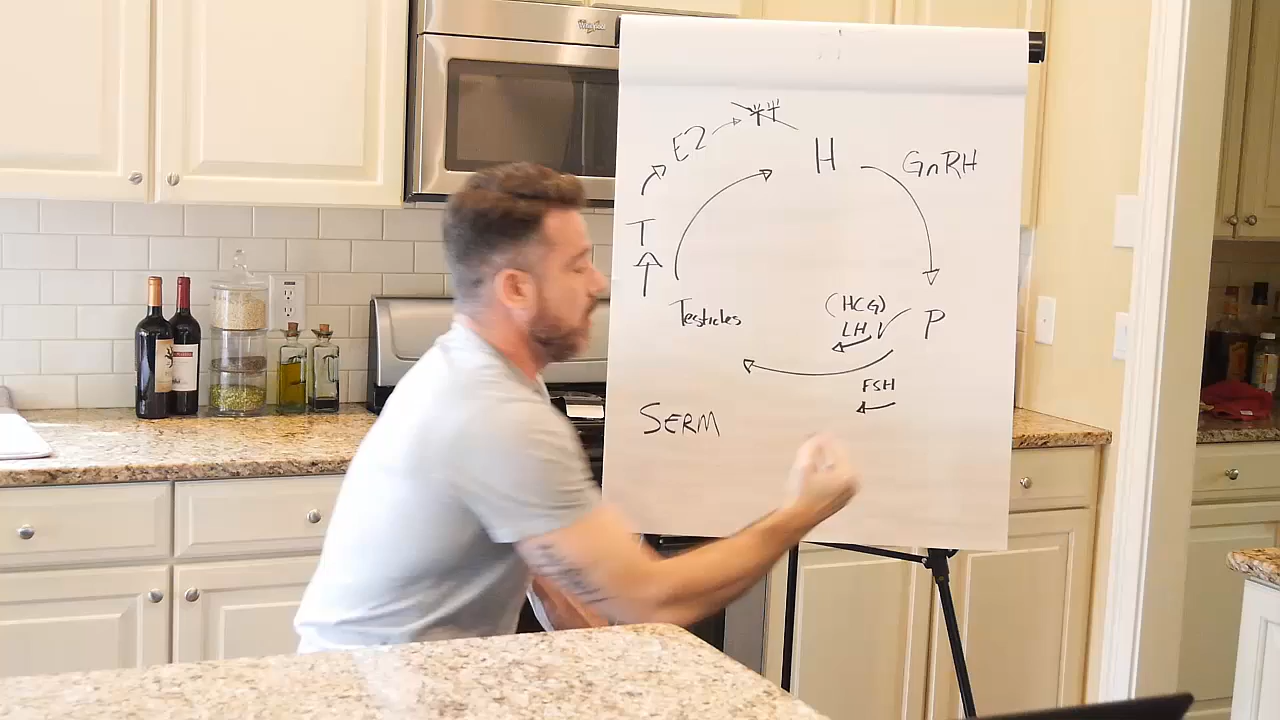 E2
H
GnRH
T
Testicles
(HCG)
LH
P
FSH
SERM